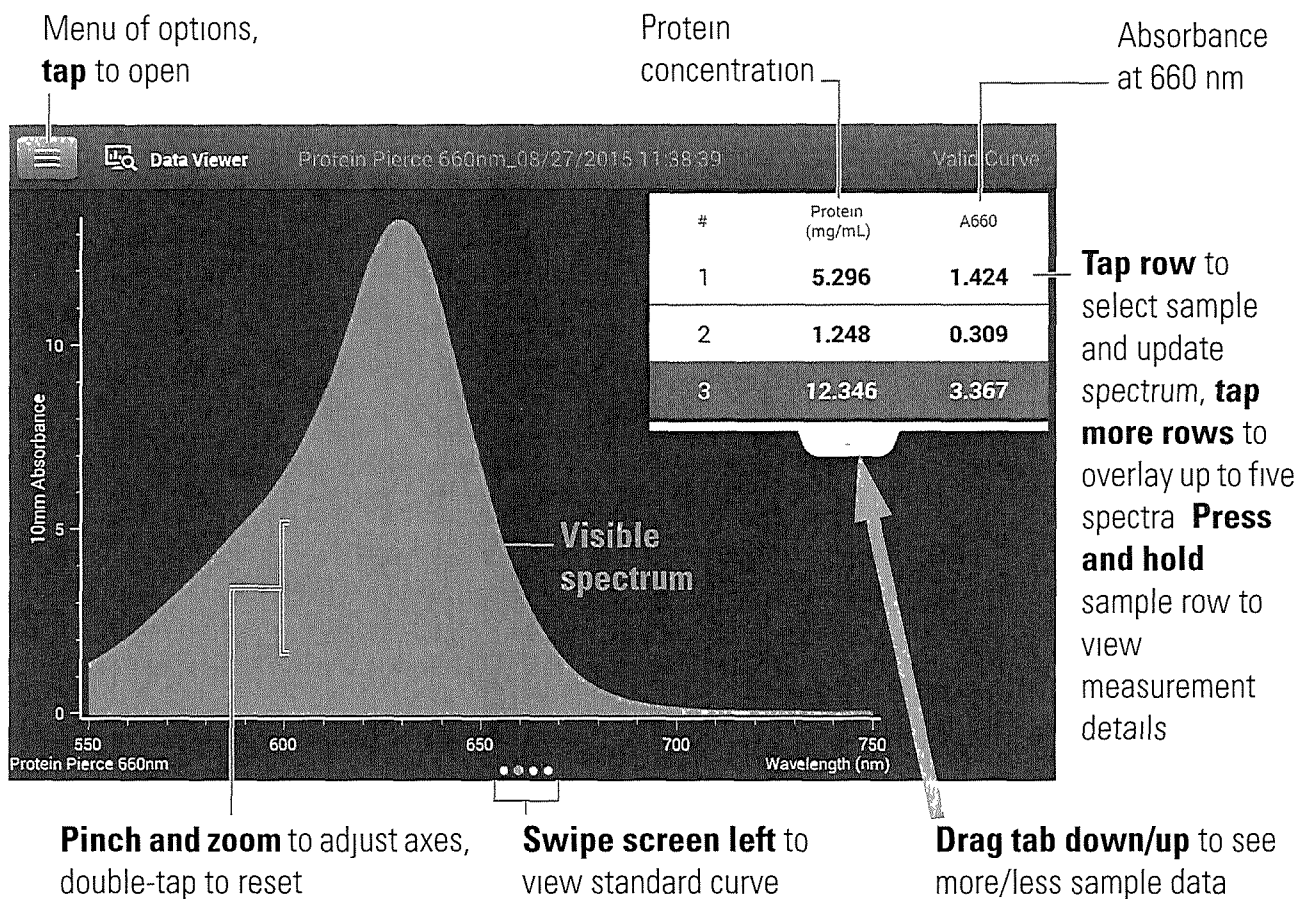 Menu of options,
tap to open
Protein
concentration
Absorbance
at 660 nm
Data Viewer
Protein Pierce 660nm_08/27/2015 11:38:39
Valid Curve
# Protein (mg/mL) A660
1 5.296 1.424
2 1.248 0.309
3 12.346 3.367
Tap row to
select sample
and update
spectrum, tap
more rows to
overlay up to five
spectra Press
and hold
sample row to
view
measurement
details
10
5
0
10mm Absorbance
Visible
spectrum
550 600 650 700 750
Protein Pierce 660nm
Wavelength (nm)
Pinch and zoom to adjust axes,
double-tap to reset
Swipe screen left to
view standard curve
Drag tab down/up to see
more/less sample data